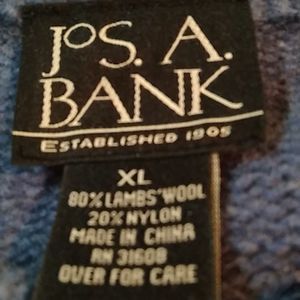 JOS. A.
BANK
ESTABLISHED 1905
XL
80% LAMBS' WOOL
20% NYLON
MADE IN CHINA
RN 31608
OVER FOR CARE